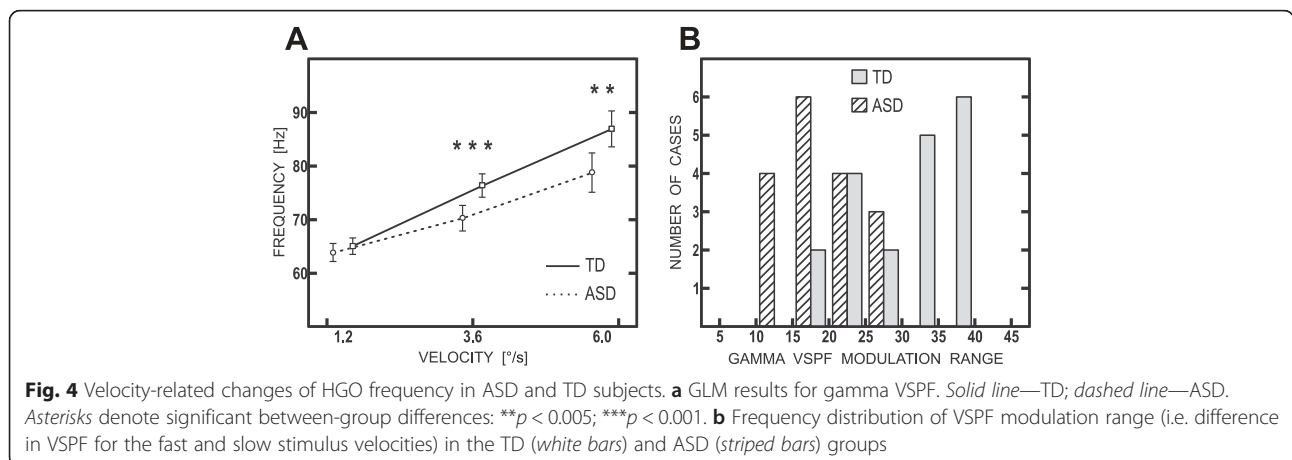 A
B
FREQUENCY [Hz]
90
80
70
60
* * *
* *
TD
ASD
1.2 3.6 6.0
VELOCITY [°/s]
NUMBER OF CASES
6
5
4
3
2
1
TD
ASD
5 10 15 20 25 30 35 40 45
GAMMA VSPF MODULATION RANGE
Fig. 4 Velocity-related changes of HGO frequency in ASD and TD subjects. a GLM results for gamma VSPF. Solid line—TD; dashed line—ASD.
Asterisks denote significant between-group differences: **p < 0.005; ***p < 0.001. b Frequency distribution of VSPF modulation range (i.e. difference
in VSPF for the fast and slow stimulus velocities) in the TD (white bars) and ASD (striped bars) groups